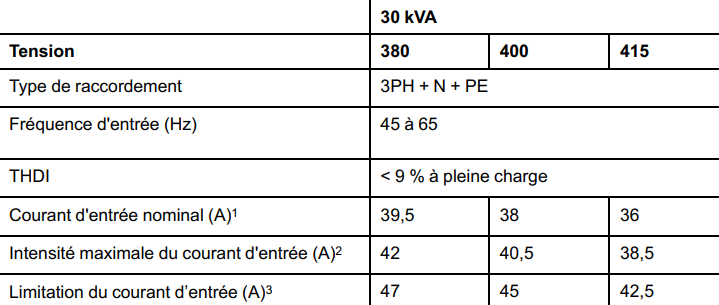 30 kVA
Tension 380 400 415
Type de raccordement 3PH + N + PE
Fréquence d'entrée (Hz) 45 à 65
THDI < 9 % à pleine charge
Courant d'entrée nominal (A)¹ 39,5 38 36
Intensité maximale du courant d'entrée (A)² 42 40,5 38,5
Limitation du courant d’entrée (A)³ 47 45 42,5